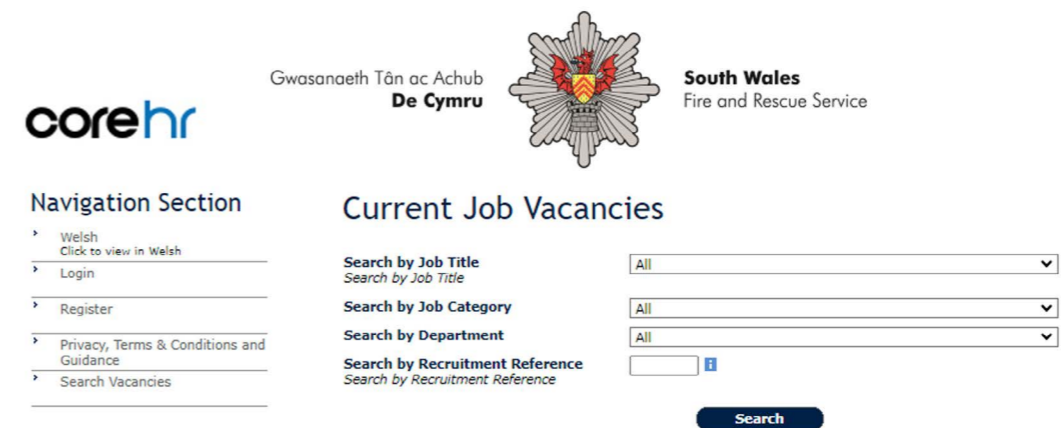 Gwasanaeth Tân ac Achub
De Cymru
South Wales
Fire and Rescue Service
corehr
Navigation Section
Welsh
Click to view in Welsh
Login
Register
Privacy, Terms & Conditions and
Guidance
Search Vacancies
Current Job Vacancies
Search by Job Title
All
Search by Job Title
Search by Job Category
All
Search by Department
All
Search by Recruitment Reference
i
Search by Recruitment Reference
Search